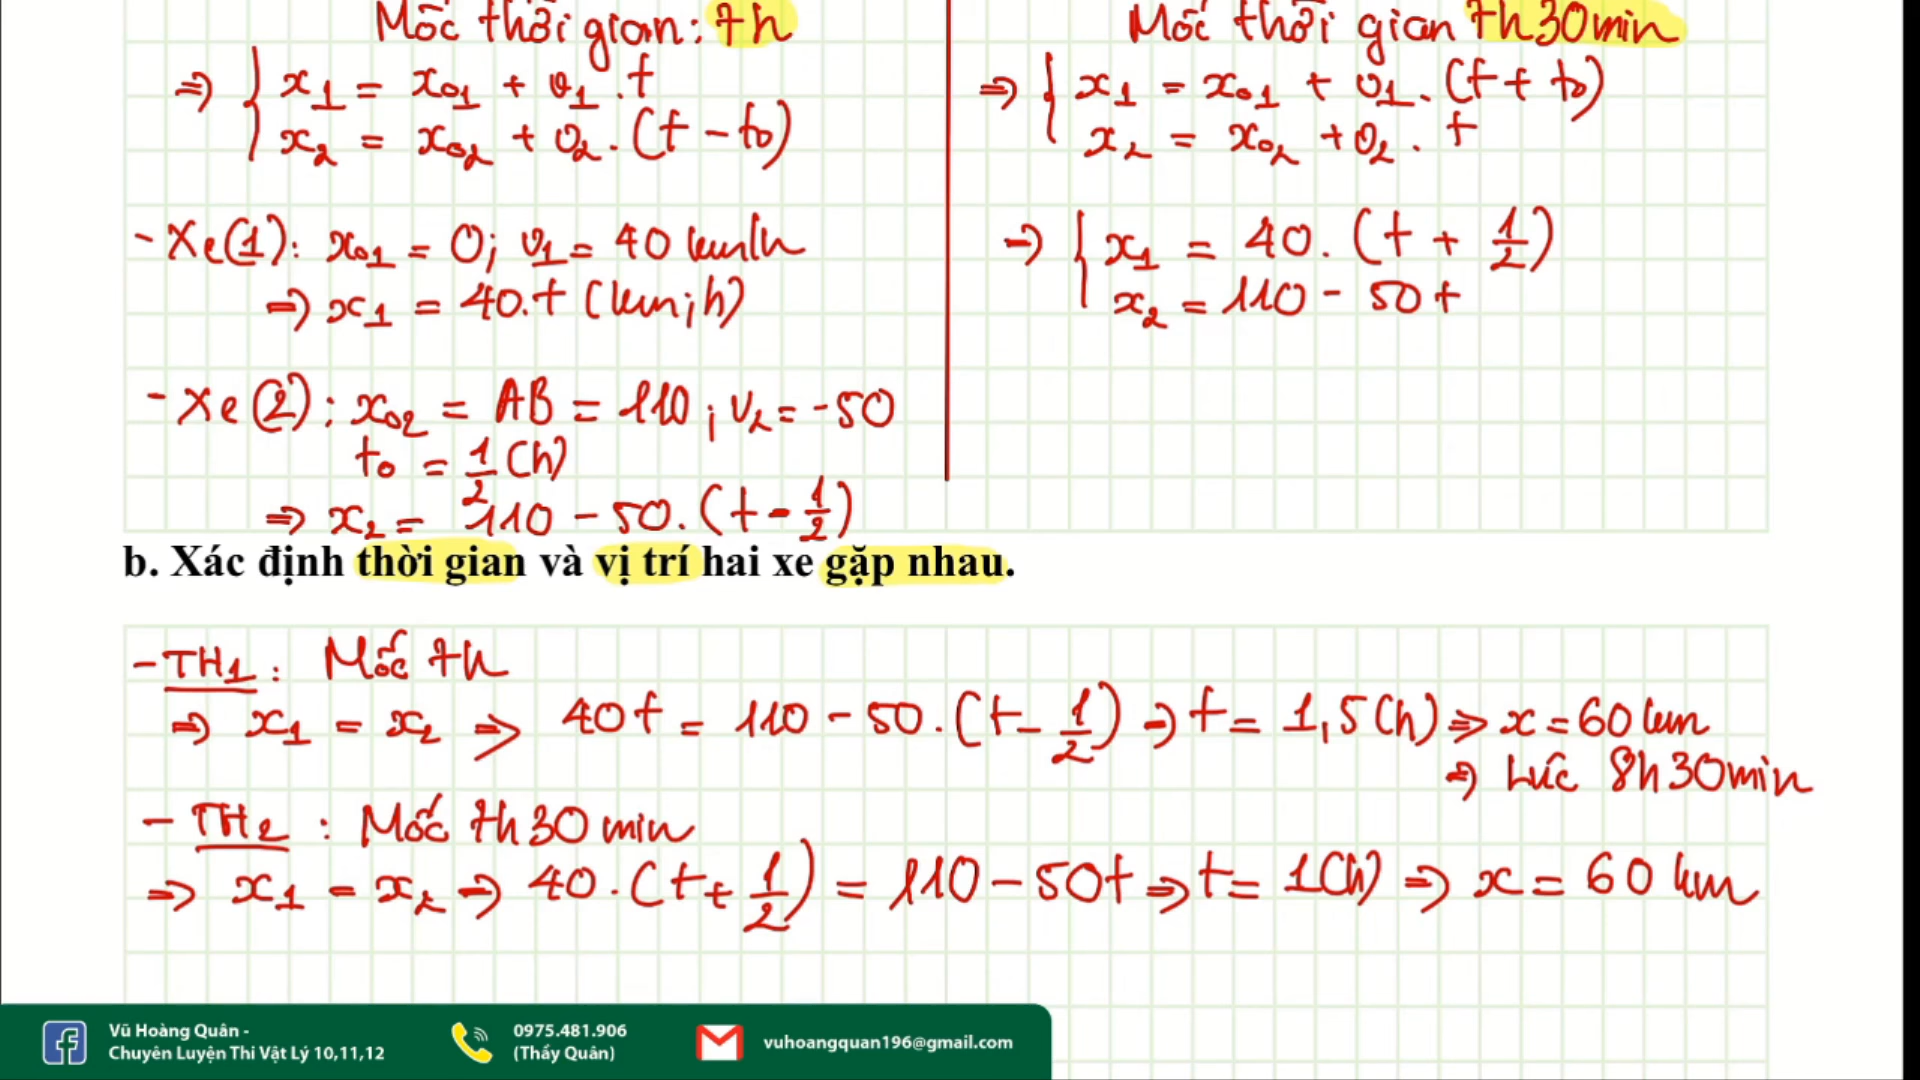 Mốc thời gian: 7h
⇒ { x₁ = x₀₁ + v₁.t
x₂ = x₀₂ + v₂.(t - t₀)
- Xe(1): x₀₁ = 0; v₁ = 40 km/h
⇒ x₁ = 40.t (km;h)
- Xe(2): x₀₂ = AB = 110; v₂ = -50
t₀ = 1/2 (h)
⇒ x₂ = 110 - 50.(t - 1/2)
Mốc thời gian 7h30min
⇒ { x₁ = x₀₁ + v₁.(t + t₀)
x₂ = x₀₂ + v₂.t
⇒ { x₁ = 40.(t + 1/2)
x₂ = 110 - 50t
b. Xác định thời gian và vị trí hai xe gặp nhau.
- TH1: Mốc 7h
⇒ x₁ = x₂ ⇒ 40t = 110 - 50.(t - 1/2) ⇒ t = 1,5(h) ⇒ x = 60 km
⇒ Lúc 8h30min
- TH2: Mốc 7h30min
⇒ x₁ = x₂ ⇒ 40.(t + 1/2) = 110 - 50t ⇒ t = 1(h) ⇒ x = 60 km
Vũ Hoàng Quân -
Chuyên Luyện Thi Vật Lý 10,11,12
0975.481.906
(Thầy Quân)
vuhoangquan196@gmail.com